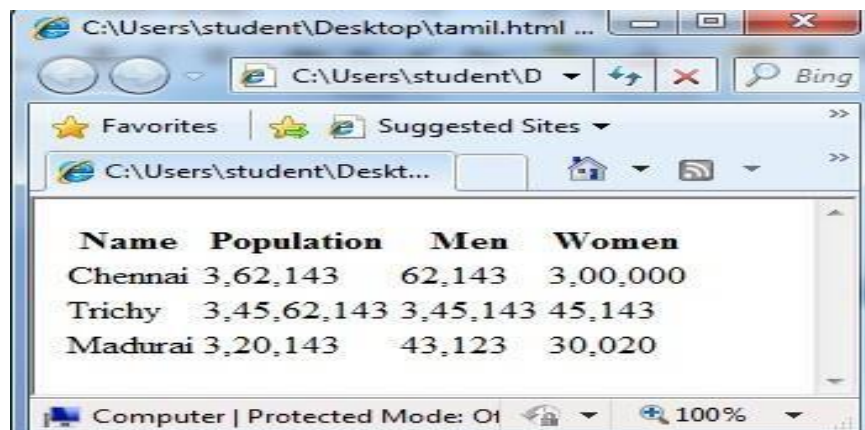 C:\Users\student\Desktop\tamil.html ...
C:\Users\student\D Bing
Favorites Suggested Sites
C:\Users\student\Deskt...
Name Population Men Women
Chennai 3,62,143 62,143 3,00,000
Trichy 3,45,62,143 3,45,143 45,143
Madurai 3,20,143 43,123 30,020
Computer | Protected Mode: Of 100%